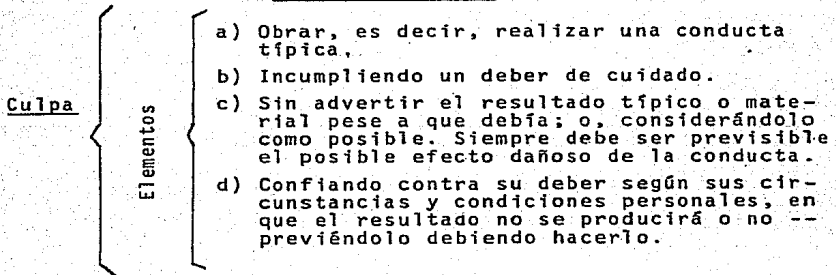 a) Obrar, es decir, realizar una conducta
típica.
b) Incumpliendo un deber de cuidado.
Culpa
Elementos
c) Sin advertir el resultado típico o mate-
rial pese a que debía; o, considerándolo
como posible. Siempre debe ser previsible
el posible efecto dañoso de la conducta.
d) Confiando contra su deber según sus cir-
cunstancias y condiciones personales, en
que el resultado no se producirá o no --
previéndolo debiendo hacerlo.